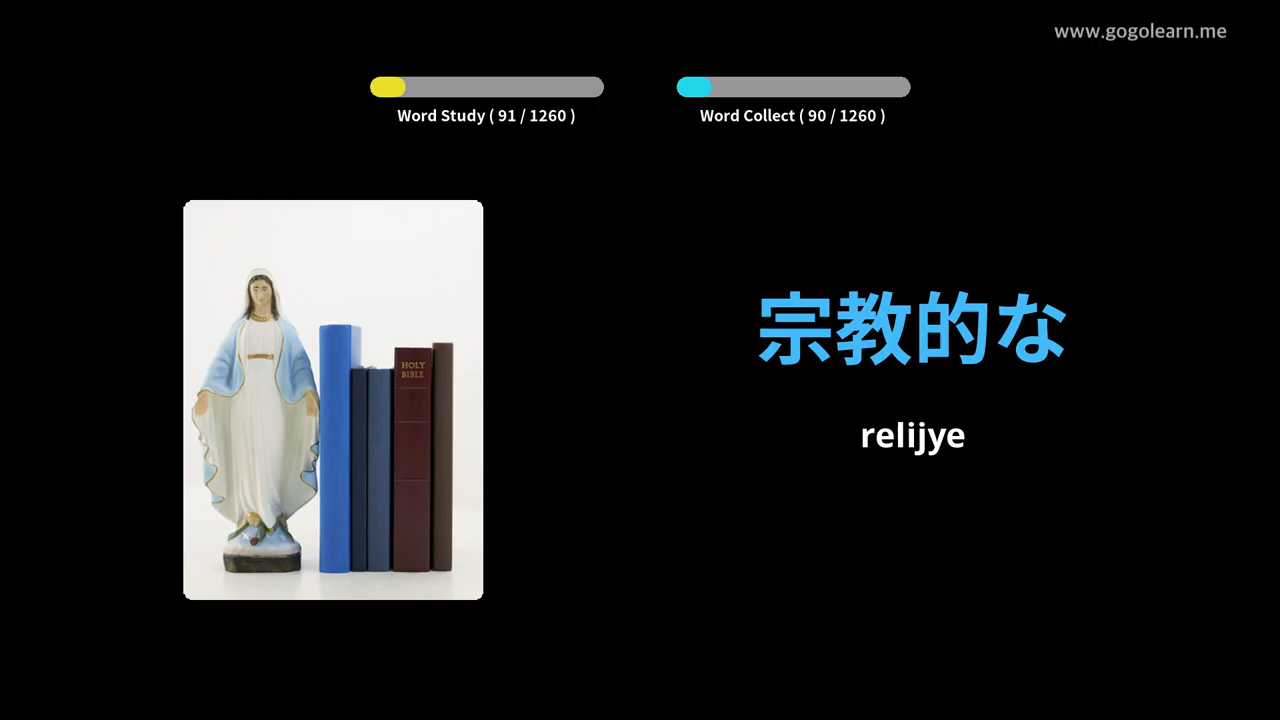 www.gogolearn.me
Word Study ( 91 / 1260 )
Word Collect ( 90 / 1260 )
HOLY
BIBLE
宗教的な
relijye